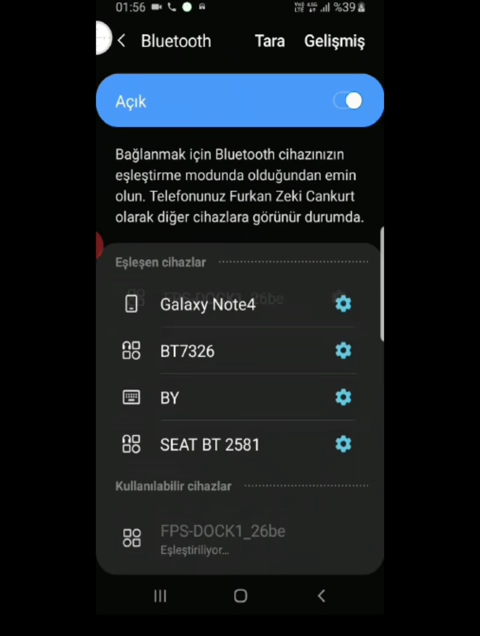 01:56
%39
Bluetooth
Tara
Gelişmiş
Açık
Bağlanmak için Bluetooth cihazınızın
eşleştirme modunda olduğundan emin
olun. Telefonunuz Furkan Zeki Cankurt
olarak diğer cihazlara görünür durumda.
Eşleşen cihazlar
FPS-DOCK1_26be
Galaxy Note4
BT7326
BY
SEAT BT 2581
Kullanılabilir cihazlar
FPS-DOCK1_26be
Eşleştiriliyor...